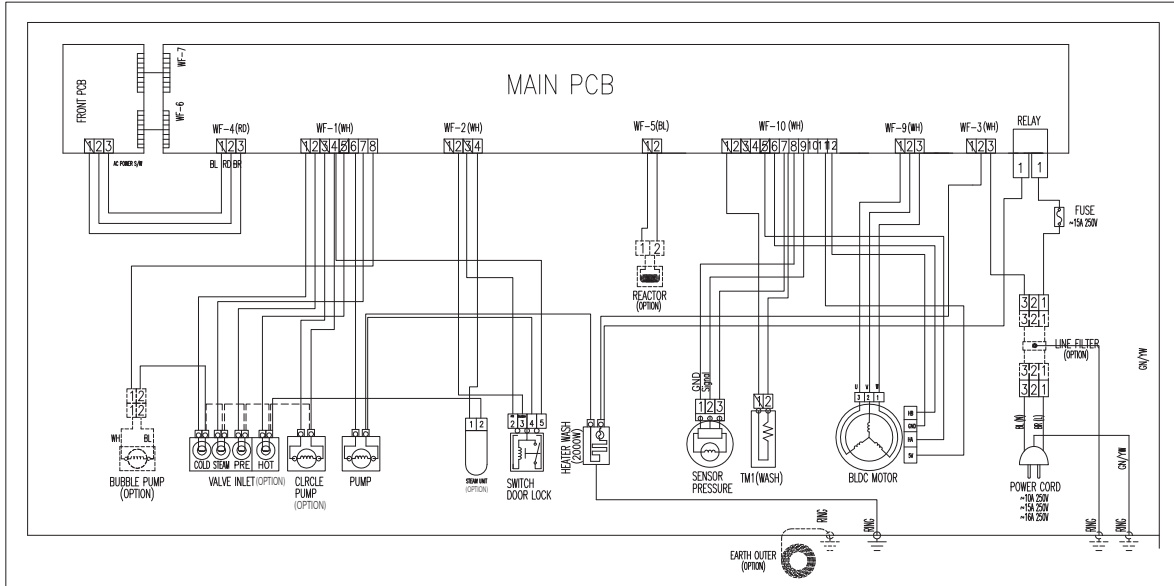 MAIN PCB
FRONT PCB
WF-7
WF-6
WF-4(RD)
WF-1(WH)
WF-2(WH)
WF-5(BL)
WF-10(WH)
WF-9(WH)
WF-3(WH)
RELAY
1 2 3
1 2 3
1 2 3 4 5 6 7 8
1 2 3 4
1 2
1 2 3 4 5 6 7 8 9 10 11 12
1 2 3
1 2 3
1 1
AC POWER S/W
BL RD BR
FUSE
~15A 250V
1 2
REACTOR
(OPTION)
3 2 1
3 2 1
LINE FILTER
(OPTION)
3 2 1
3 2 1
GN/YW
GND
Signal
1 2 3
1 2
U V W
3 2 1
HB
GND
HA
5V
BL(N)
BR(L)
GN/YW
1 2
1 2
WH BL
BUBBLE PUMP
(OPTION)
COLD STEAM PRE HOT
VALVE INLET (OPTION)
CLRCLE
PUMP
(OPTION)
PUMP
1 2
STEAM UNIT
(OPTION)
2 3 4 5
SWITCH
DOOR LOCK
HEATER WASH
(2000W)
SENSOR
PRESSURE
TM1(WASH)
BLDC MOTOR
POWER CORD
~10A 250V
~15A 250V
~16A 250V
RING
RING
RING
RING
EARTH OUTER
(OPTION)